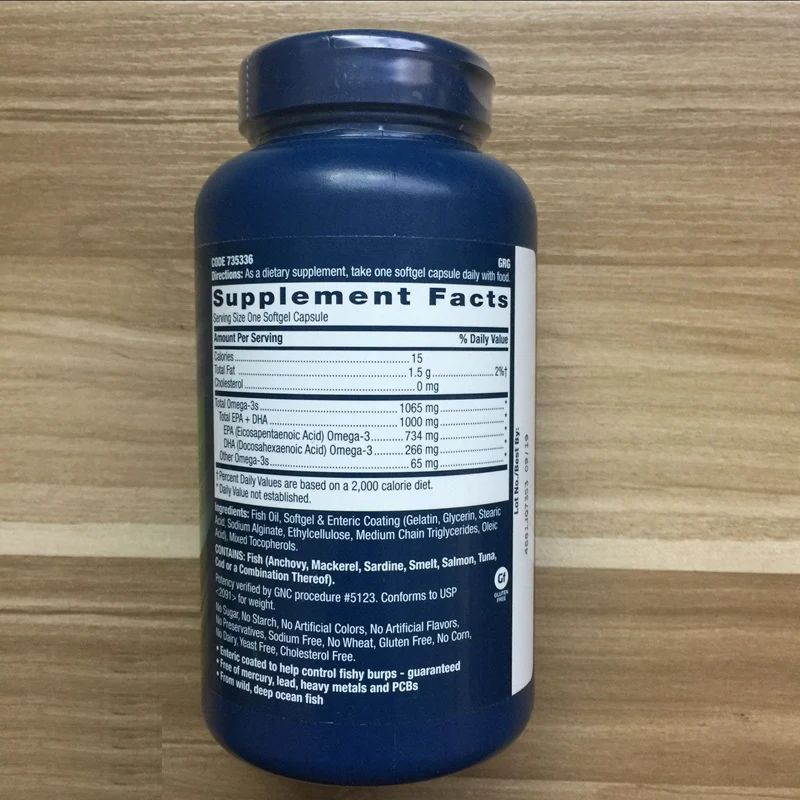 CODE 735336 GRG
Directions: As a dietary supplement, take one softgel capsule daily with food.
Supplement Facts
Serving Size One Softgel Capsule
Amount Per Serving % Daily Value
Calories 15
Total Fat 1.5 g 2%†
Cholesterol 0 mg
Total Omega-3s 1065 mg *
Total EPA + DHA 1000 mg *
EPA (Eicosapentaenoic Acid) Omega-3 734 mg *
DHA (Docosahexaenoic Acid) Omega-3 266 mg *
Other Omega-3s 65 mg *
† Percent Daily Values are based on a 2,000 calorie diet.
* Daily Value not established.
Ingredients: Fish Oil, Softgel & Enteric Coating (Gelatin, Glycerin, Stearic
Acid, Sodium Alginate, Ethylcellulose, Medium Chain Triglycerides, Oleic
Acid), Mixed Tocopherols.
CONTAINS: Fish (Anchovy, Mackerel, Sardine, Smelt, Salmon, Tuna,
Cod or a Combination Thereof).
Potency verified by GNC procedure #5123. Conforms to USP
<2091> for weight.
No Sugar, No Starch, No Artificial Colors, No Artificial Flavors,
No Preservatives, Sodium Free, No Wheat, Gluten Free, No Corn,
No Dairy, Yeast Free, Cholesterol Free.
• Enteric coated to help control fishy burps - guaranteed
• Free of mercury, lead, heavy metals and PCBs
• From wild, deep ocean fish
Gf
GLUTEN
FREE
Lot No./Best By:
09/19